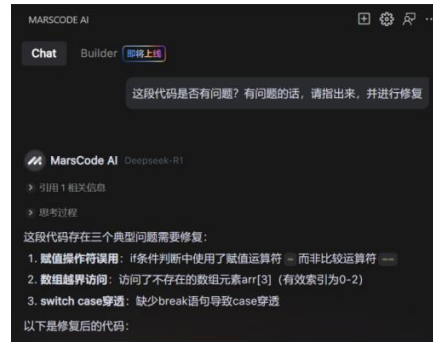 MARSCODE AI
Chat Builder 即将上线
这段代码是否有问题？有问题的话，请指出来，并进行修复
MarsCode AI Deepseek-R1
> 引用 1 相关信息
> 思考过程
这段代码存在三个典型问题需要修复：
1. 赋值操作符误用：if条件判断中使用了赋值运算符 = 而非比较运算符 ==
2. 数组越界访问：访问了不存在的数组元素arr[3]（有效索引为0-2）
3. switch case穿透：缺少break语句导致case穿透
以下是修复后的代码：